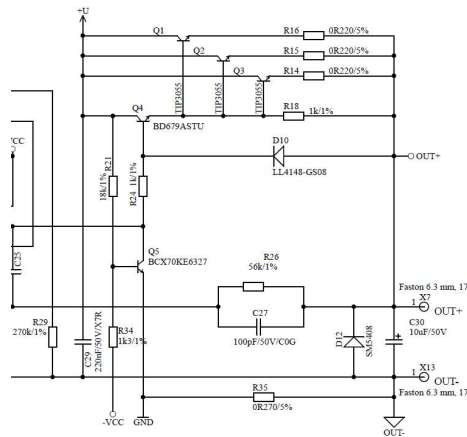 +U
Q1
R16
0R220/5%
Q2
R15
0R220/5%
Q3
R14
0R220/5%
TIP3055
TIP3055
TIP3055
R18
1k/1%
Q4
BD679ASTU
D10
LL4148-GS08
OUT+
VCC
R21
18k/1%
R24 1k/1%
Q5
BCX70KE6327
C25
R26
56k/1%
C27
100pF/50V/C0G
Faston 6.3 mm, 17
X7
1
OUT+
R29
270k/1%
C29
220nF/50V/X7R
R34
1k3/1%
D12
SM5408
C30
10uF/50V
X13
1
OUT-
Faston 6.3 mm, 17
R35
0R270/5%
-VCC
GND
OUT-